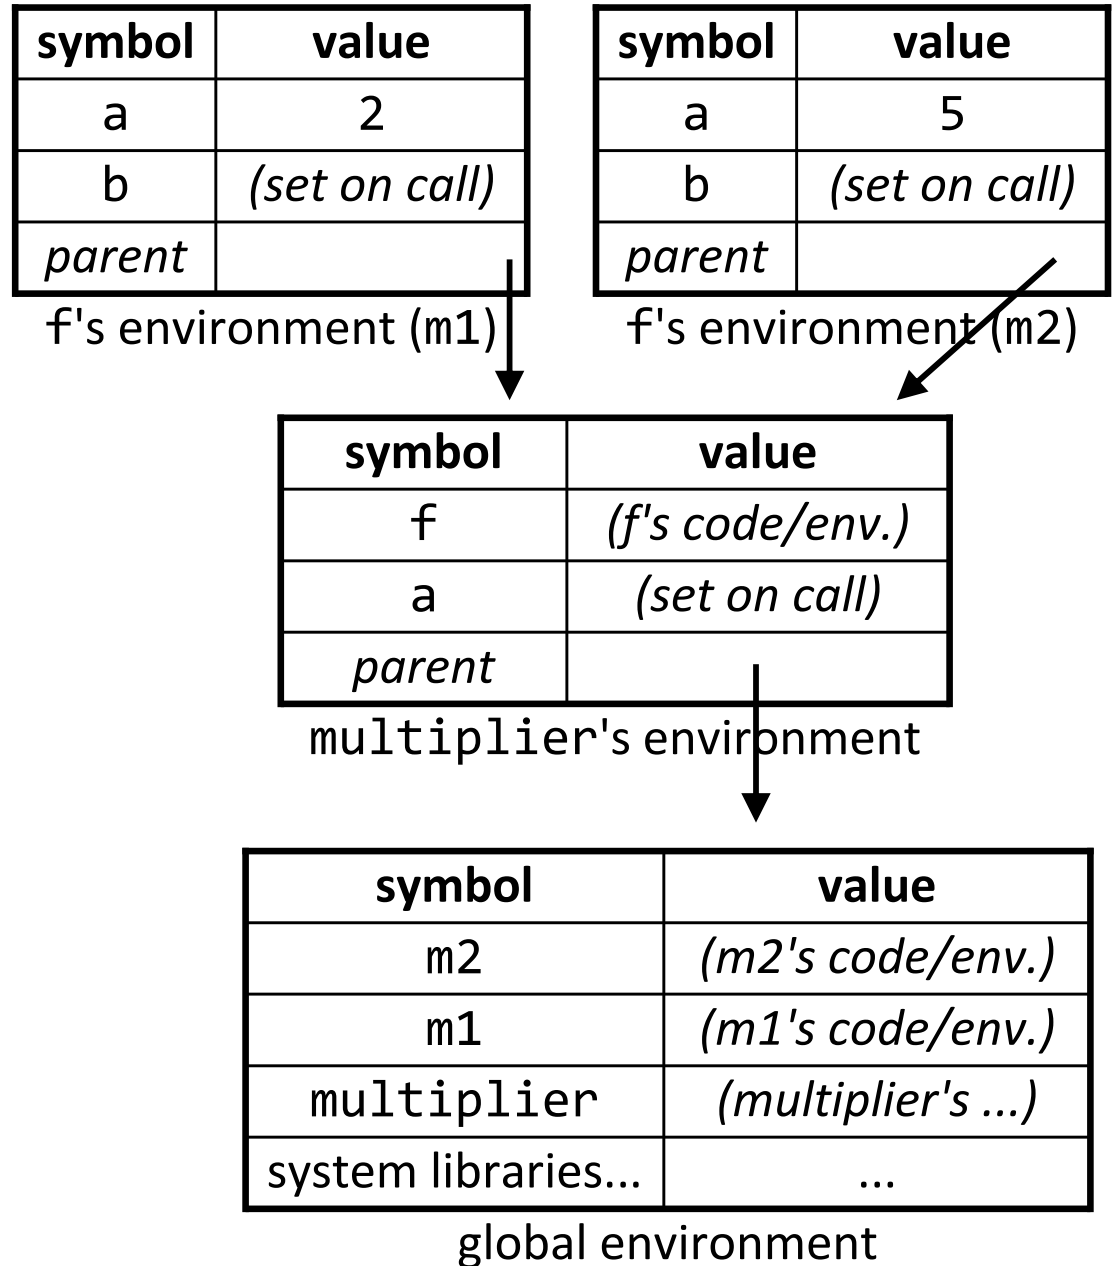 symbol value
a 2
b (set on call)
parent
f's environment (m1)
symbol value
a 5
b (set on call)
parent
f's environment (m2)
symbol value
f (f's code/env.)
a (set on call)
parent
multiplier's environment
symbol value
m2 (m2's code/env.)
m1 (m1's code/env.)
multiplier (multiplier's ...)
system libraries... ...
global environment